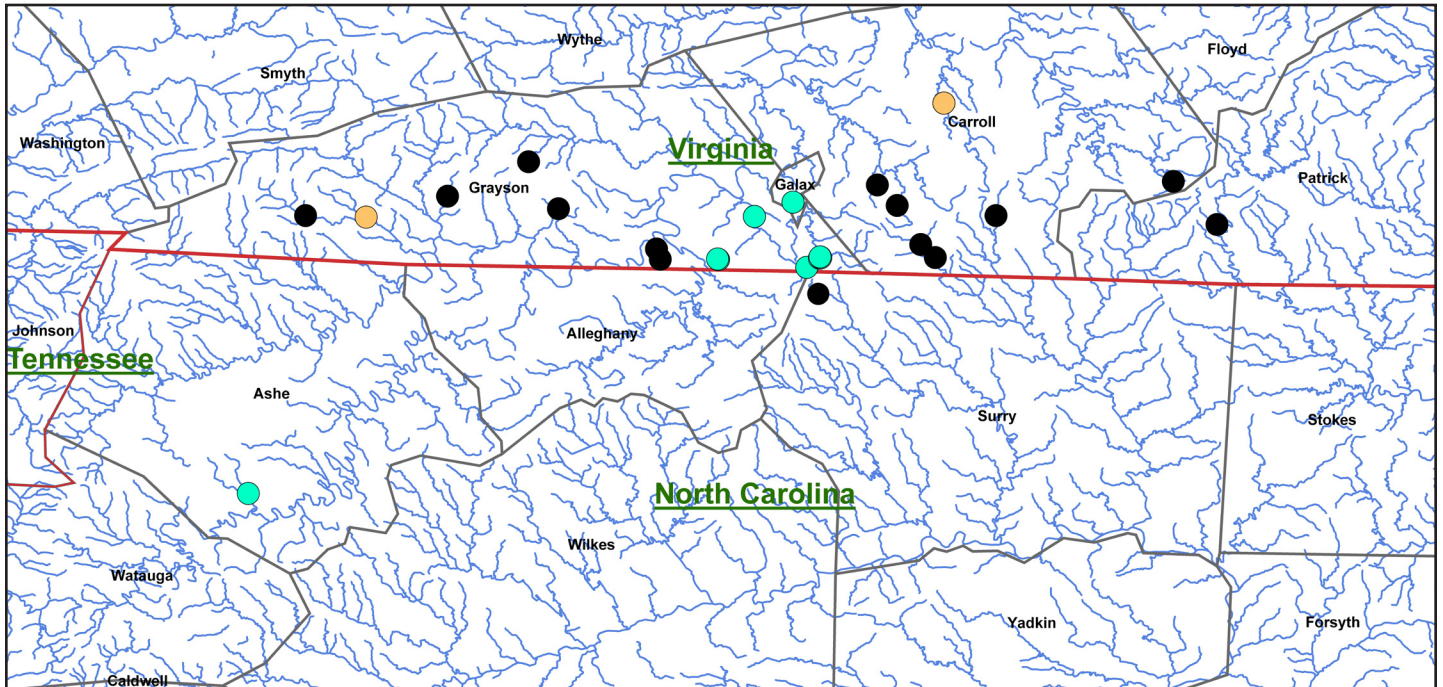 Wythe
Floyd
Smyth
Carroll
Washington
Virginia
Grayson
Galax
Patrick
Johnson
Alleghany
Tennessee
Ashe
Surry
Stokes
North Carolina
Wilkes
Watauga
Yadkin
Forsyth
Caldwell